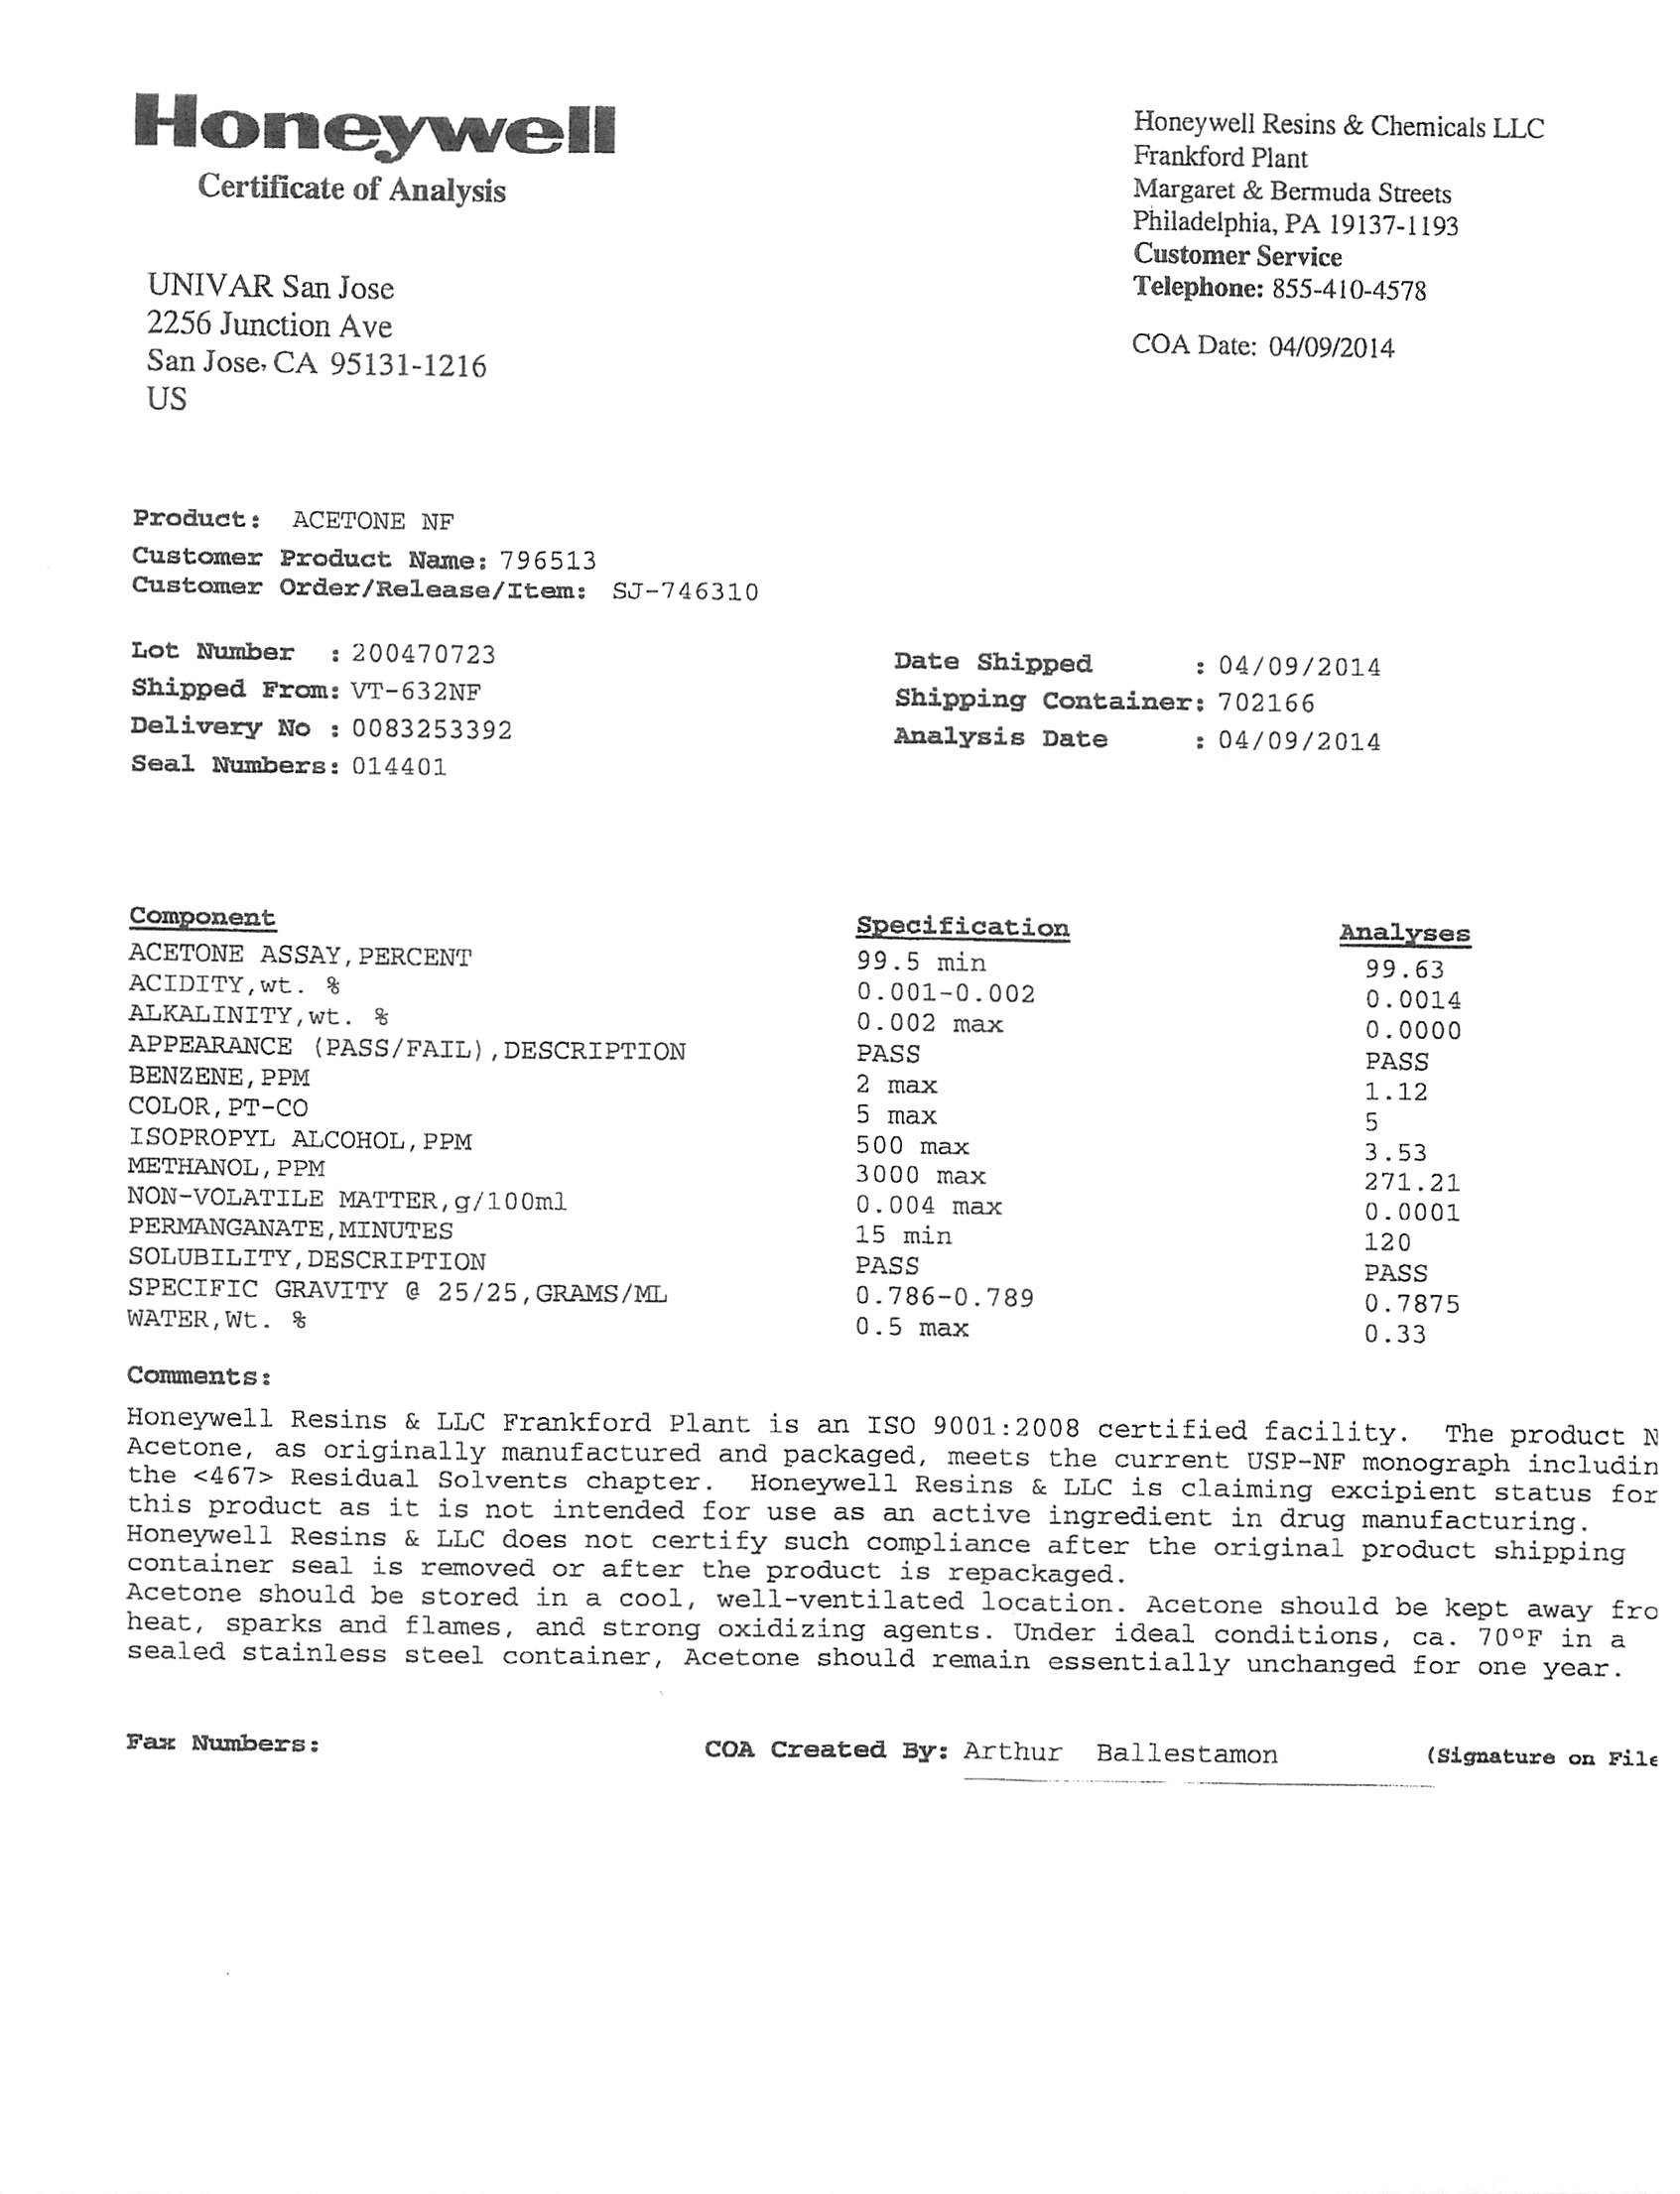 Honeywell
Certificate of Analysis
Honeywell Resins & Chemicals LLC
Frankford Plant
Margaret & Bermuda Streets
Philadelphia, PA 19137-1193
Customer Service
Telephone: 855-410-4578
COA Date: 04/09/2014
UNIVAR San Jose
2256 Junction Ave
San Jose, CA 95131-1216
US
Product: ACETONE NF
Customer Product Name: 796513
Customer Order/Release/Item: SJ-746310
Lot Number : 200470723
Shipped From: VT-632NF
Delivery No : 0083253392
Seal Numbers: 014401
Date Shipped : 04/09/2014
Shipping Container: 702166
Analysis Date : 04/09/2014
Component Specification Analyses
ACETONE ASSAY,PERCENT 99.5 min 99.63
ACIDITY,wt. % 0.001-0.002 0.0014
ALKALINITY,wt. % 0.002 max 0.0000
APPEARANCE (PASS/FAIL),DESCRIPTION PASS PASS
BENZENE,PPM 2 max 1.12
COLOR,PT-CO 5 max 5
ISOPROPYL ALCOHOL,PPM 500 max 3.53
METHANOL,PPM 3000 max 271.21
NON-VOLATILE MATTER,g/100ml 0.004 max 0.0001
PERMANGANATE,MINUTES 15 min 120
SOLUBILITY,DESCRIPTION PASS PASS
SPECIFIC GRAVITY @ 25/25,GRAMS/ML 0.786-0.789 0.7875
WATER,Wt. % 0.5 max 0.33
Comments:
Honeywell Resins & LLC Frankford Plant is an ISO 9001:2008 certified facility. The product N
Acetone, as originally manufactured and packaged, meets the current USP-NF monograph includin
the <467> Residual Solvents chapter. Honeywell Resins & LLC is claiming excipient status for
this product as it is not intended for use as an active ingredient in drug manufacturing.
Honeywell Resins & LLC does not certify such compliance after the original product shipping
container seal is removed or after the product is repackaged.
Acetone should be stored in a cool, well-ventilated location. Acetone should be kept away fro
heat, sparks and flames, and strong oxidizing agents. Under ideal conditions, ca. 70°F in a
sealed stainless steel container, Acetone should remain essentially unchanged for one year.
Fax Numbers:
COA Created By: Arthur Ballestamon (Signature on File